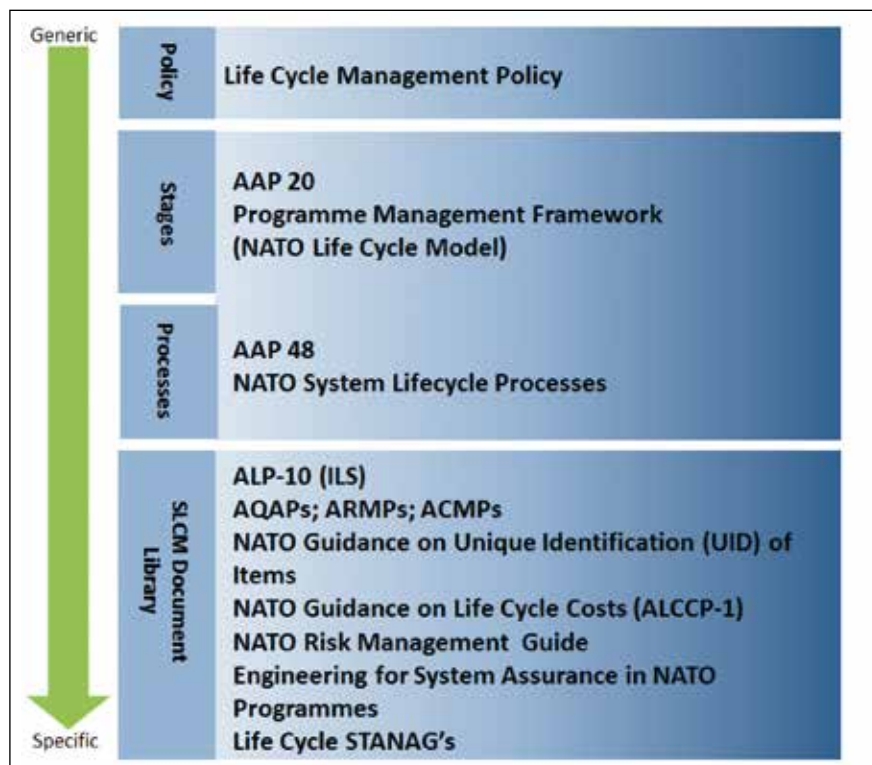 Generic
Policy
Life Cycle Management Policy
Stages
AAP 20
Programme Management Framework
(NATO Life Cycle Model)
Processes
AAP 48
NATO System Lifecycle Processes
SLCM Document
Library
ALP-10 (ILS)
AQAPs; ARMPs; ACMPs
NATO Guidance on Unique Identification (UID) of
Items
NATO Guidance on Life Cycle Costs (ALCCP-1)
NATO Risk Management Guide
Engineering for System Assurance in NATO
Programmes
Life Cycle STANAG's
Specific